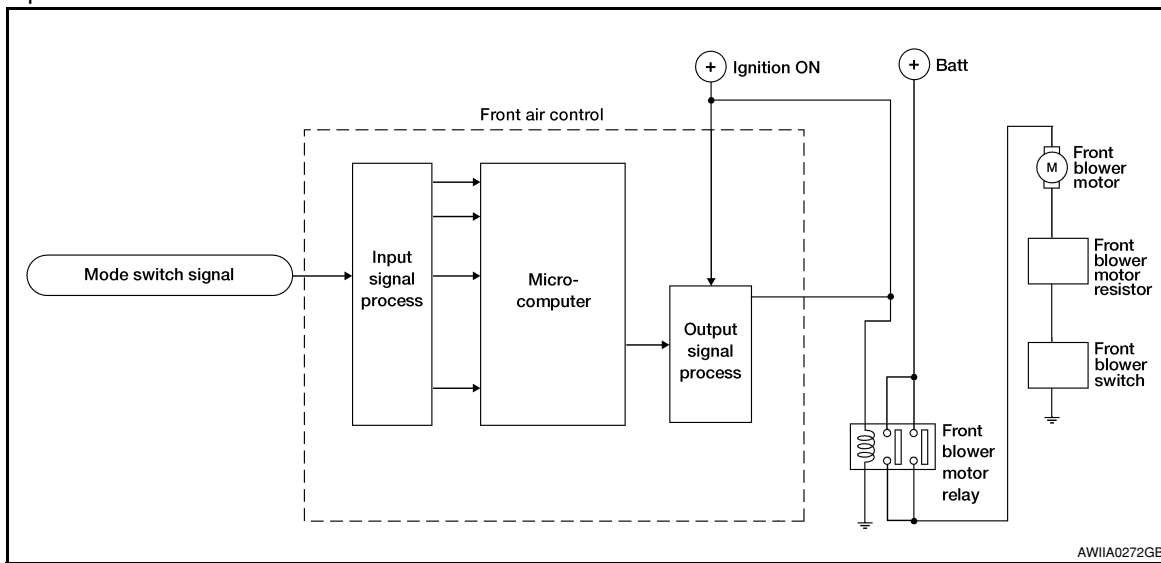 + Ignition ON
+ Batt
Front air control
Front
blower
motor
M
Mode switch signal
Input
signal
process
Micro-
computer
Output
signal
process
Front
blower
motor
resistor
Front
blower
switch
Front
blower
motor
relay
AWIIA0272GB